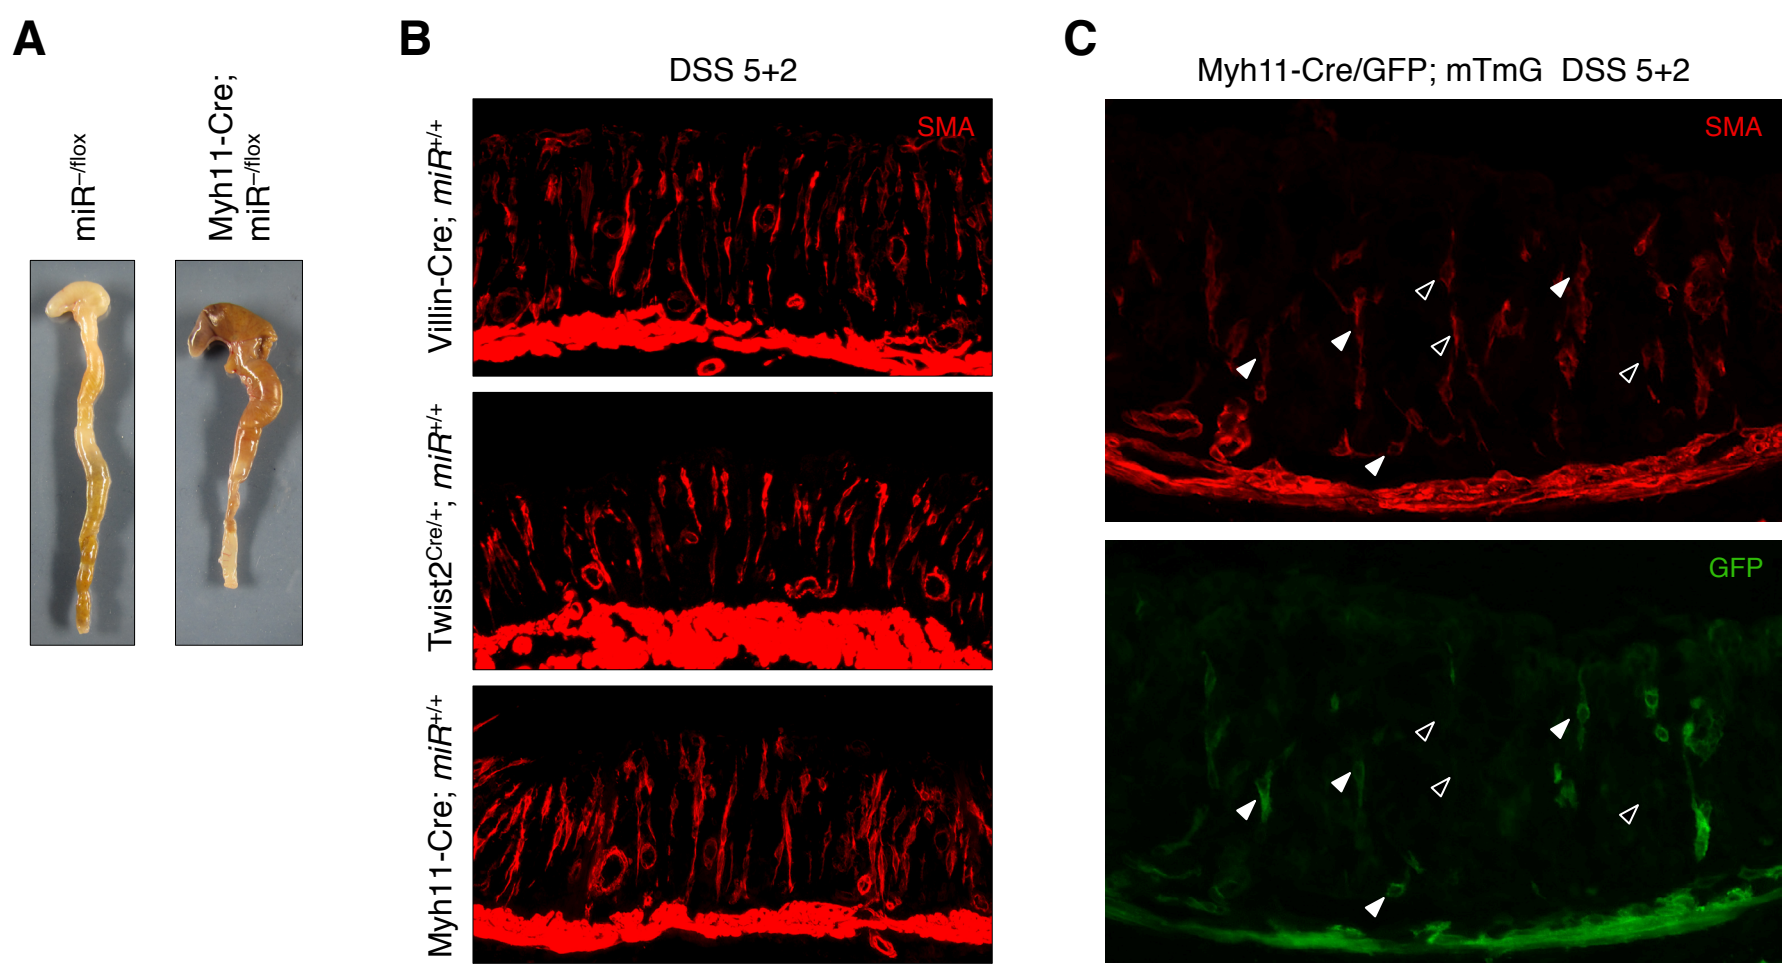 A
miR–/flox
Myh11-Cre;
miR–/flox
B
DSS 5+2
Villin-Cre; miR+/+
SMA
Twist2Cre/+; miR+/+
Myh11-Cre; miR+/+
C
Myh11-Cre/GFP; mTmG DSS 5+2
SMA
GFP